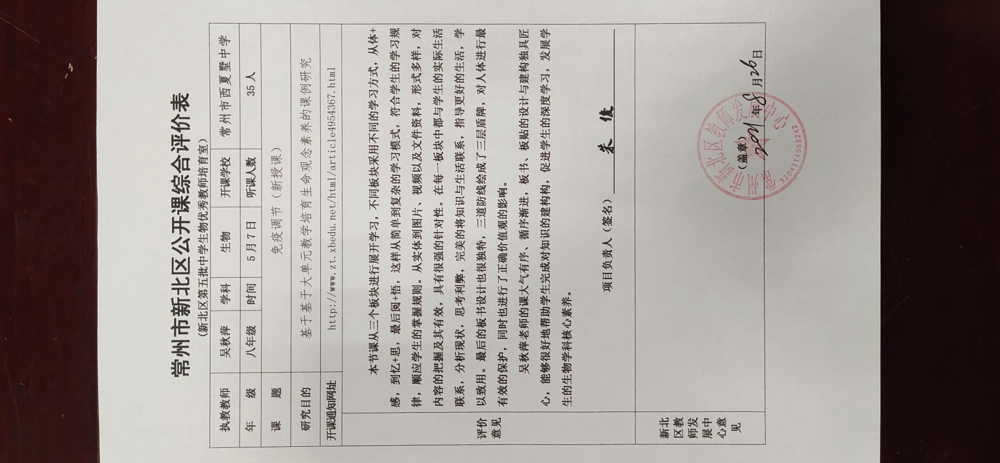 常州市新北区公开课综合评价表
（新北区第五批中学生物优秀教师培育室）
执教教师 吴秋萍 学科 生物 开课学校 常州市西夏墅中学
年 级 八年级 时间 5月7日 听课人数 35人
课 题 免疫调节（新授课）
研究目的 基于基于大单元教学培育生命观念素养的课例研究
开课通知网址 http://www.zt.xbedu.net/html/article4954367.html
评价
意见
本节课从三个板块进行展开学习，不同板块采用不同的学习方式，从体+
感，到忆+思，最后阅+悟，这样从简单到复杂的学习模式，符合学生的学习规
律，顺应学生的掌握规则。从实体到图片、视频以及文件资料，形式多样，对
内容的把握及其有效，具有很强的针对性。在每一板块中都与学生的实际生活
联系，分析现状，思考利弊，完美的将知识与生活联系，指导更好的生活，学
以致用。最后的板书设计也很独特，三道防线绘成了三层盾牌，对人体进行最
有效的保护，同时也进行了正确价值观的影响。
吴秋萍老师的课大气有序、循序渐进，板书、板贴的设计与建构独具匠
心，能够很好地帮助学生完成对知识的建构构，促进学生的深度学习，发展学
生的生物学科核心素养。
项目负责人（签名） 朱俊
新北
区教
师发
展中
心意
见
（盖章）
2021年8月26日
常州市新北区教师发展中心
3204114968242